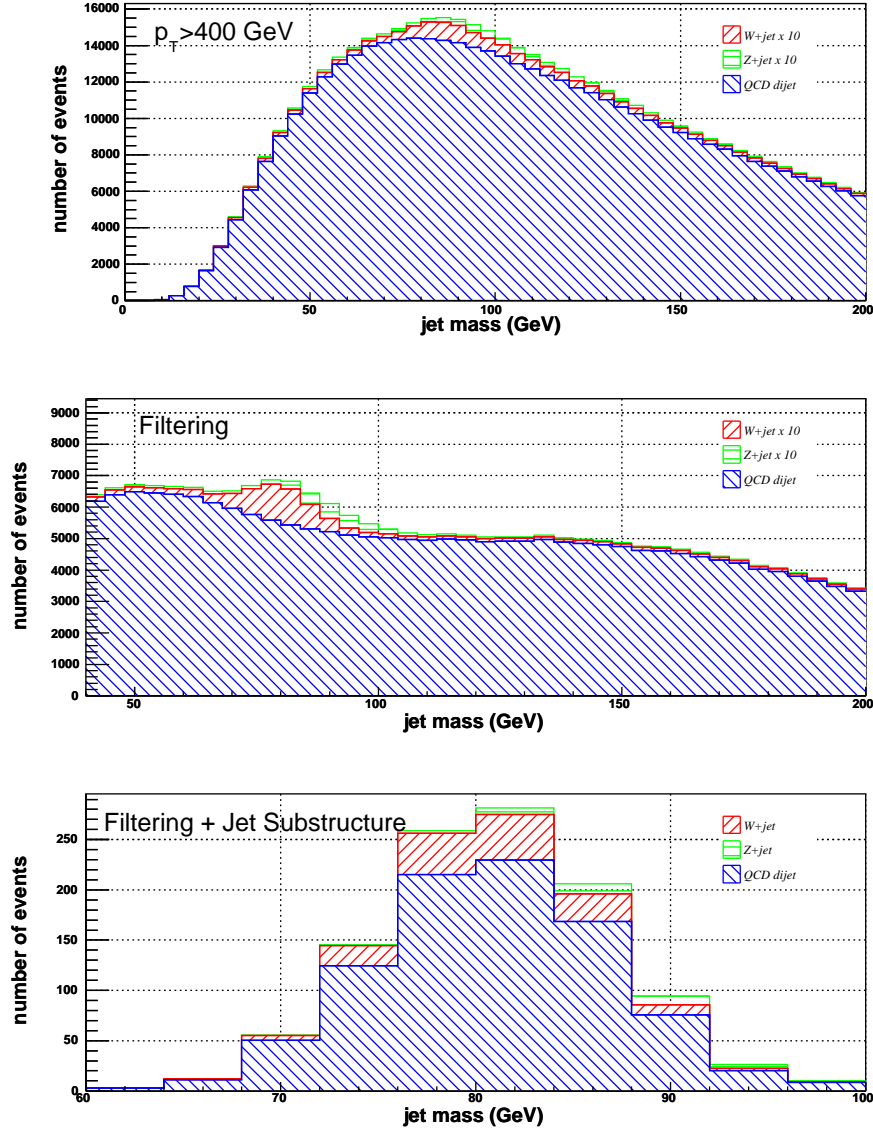 p_T>400 GeV
W+jet x 10
Z+jet x 10
QCD dijet
number of events
16000
14000
12000
10000
8000
6000
4000
2000
0
0 50 100 150 200
jet mass (GeV)
Filtering
W+jet x 10
Z+jet x 10
QCD dijet
number of events
9000
8000
7000
6000
5000
4000
3000
2000
1000
0
50 100 150 200
jet mass (GeV)
Filtering + Jet Substructure
W+jet
Z+jet
QCD dijet
number of events
250
200
150
100
50
0
60 70 80 90 100
jet mass (GeV)